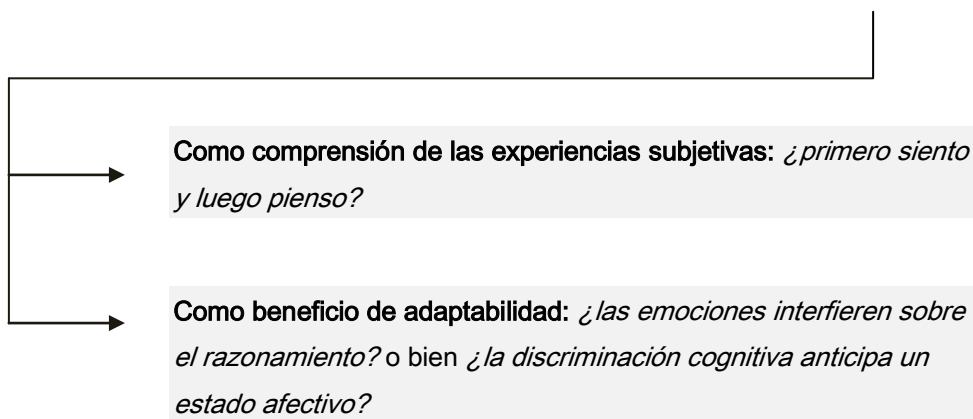 Como comprensión de las experiencias subjetivas: ¿primero siento
y luego pienso?
Como beneficio de adaptabilidad: ¿las emociones interfieren sobre
el razonamiento? o bien ¿la discriminación cognitiva anticipa un
estado afectivo?